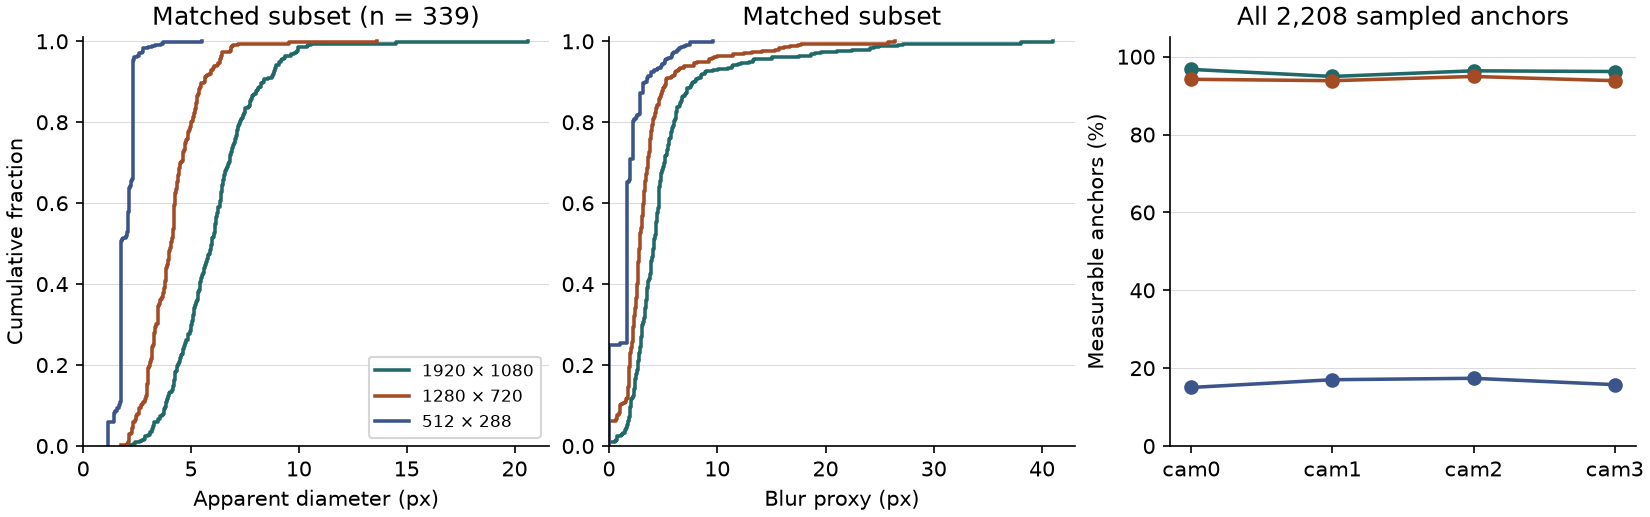 Matched subset (n = 339)
Cumulative fraction
1.0
0.8
0.6
0.4
0.2
0.0
0
5
10
15
20
Apparent diameter (px)
1920 × 1080
1280 × 720
512 × 288
Matched subset
1.0
0.8
0.6
0.4
0.2
0.0
0
10
20
30
40
Blur proxy (px)
All 2,208 sampled anchors
Measurable anchors (%)
100
80
60
40
20
0
cam0
cam1
cam2
cam3